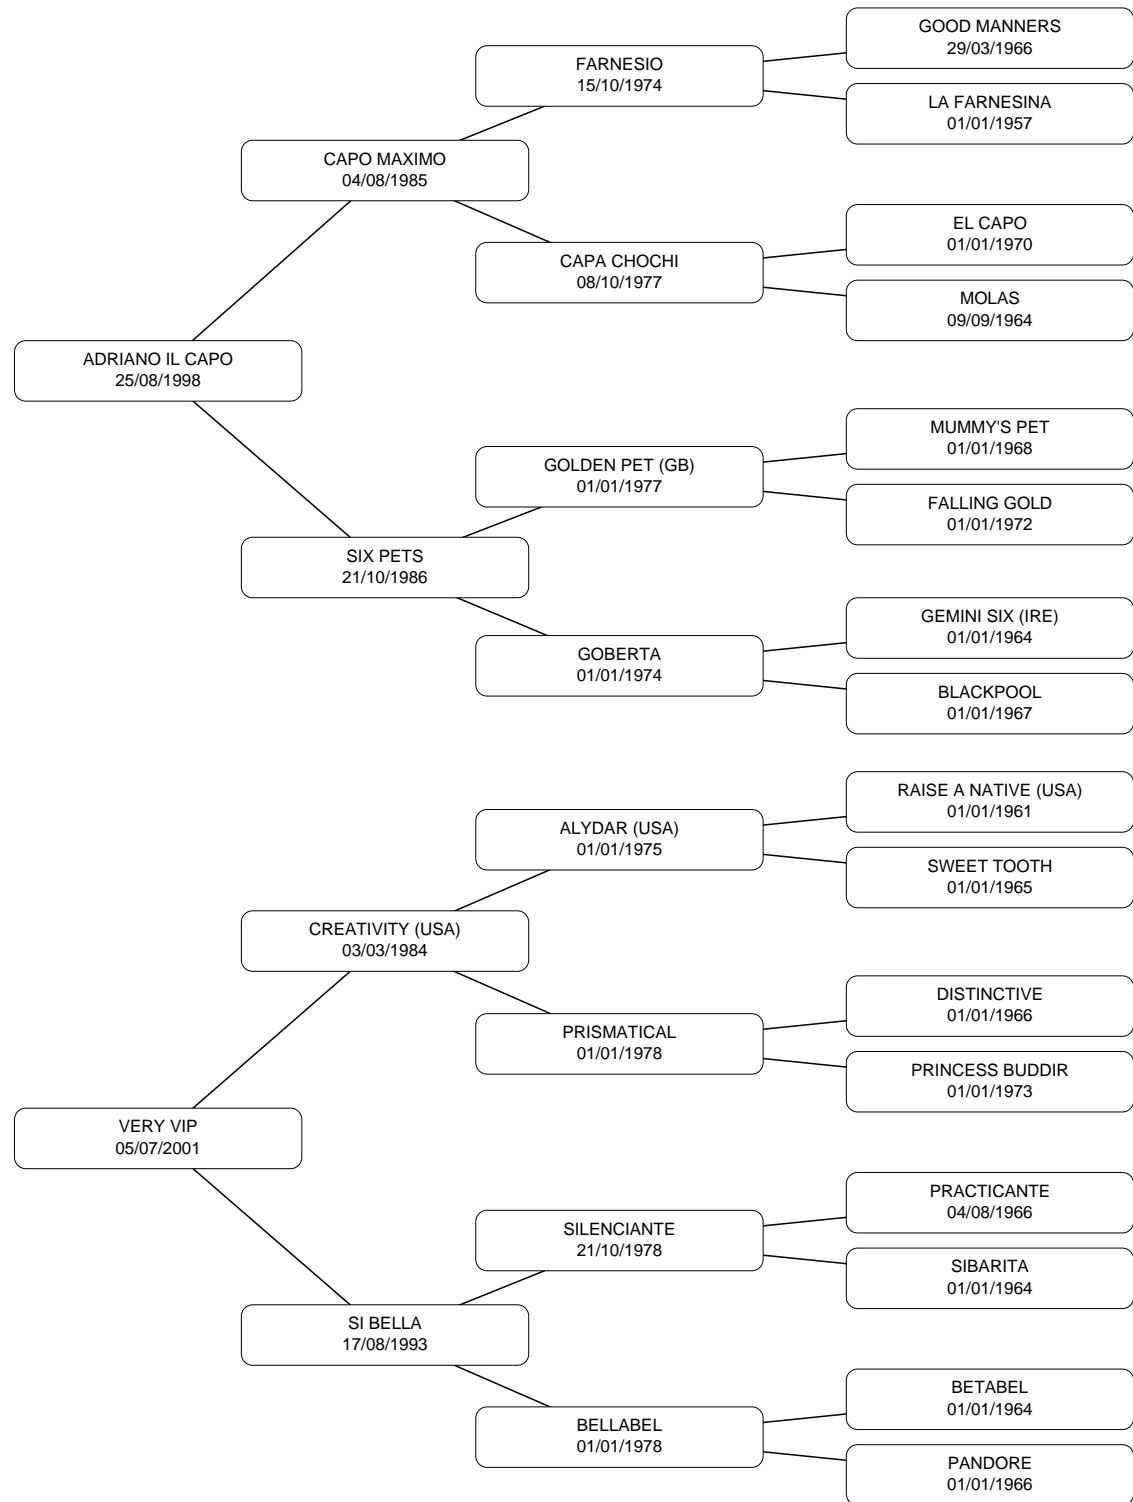 GOOD MANNERS
29/03/1966
FARNESIO
15/10/1974
LA FARNESINA
01/01/1957
CAPO MAXIMO
04/08/1985
EL CAPO
01/01/1970
CAPA CHOCHI
08/10/1977
MOLAS
09/09/1964
ADRIANO IL CAPO
25/08/1998
MUMMY'S PET
01/01/1968
GOLDEN PET (GB)
01/01/1977
FALLING GOLD
01/01/1972
SIX PETS
21/10/1986
GEMINI SIX (IRE)
01/01/1964
GOBERTA
01/01/1974
BLACKPOOL
01/01/1967
RAISE A NATIVE (USA)
01/01/1961
ALYDAR (USA)
01/01/1975
SWEET TOOTH
01/01/1965
CREATIVITY (USA)
03/03/1984
DISTINCTIVE
01/01/1966
PRISMATICAL
01/01/1978
PRINCESS BUDDIR
01/01/1973
VERY VIP
05/07/2001
PRACTICANTE
04/08/1966
SILENCIANTE
21/10/1978
SIBARITA
01/01/1964
SI BELLA
17/08/1993
BETABEL
01/01/1964
BELLABEL
01/01/1978
PANDORE
01/01/1966